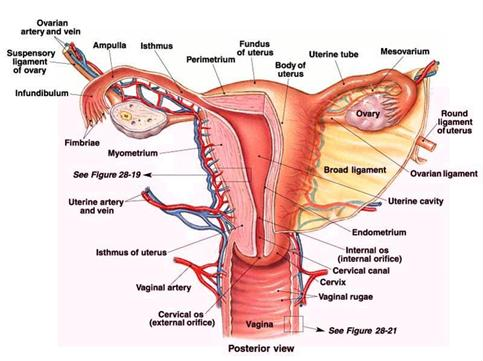 Ovarian
artery and vein
Suspensory
ligament
of ovary
Ampulla
Isthmus
Perimetrium
Fundus
of uterus
Body of
uterus
Uterine tube
Mesovarium
Infundibulum
Ovary
Round
ligament
of uterus
Fimbriae
Myometrium
See Figure 28-19
Broad ligament
Ovarian ligament
Uterine artery
and vein
Uterine cavity
Endometrium
Isthmus of uterus
Internal os
(internal orifice)
Cervical canal
Vaginal artery
Cervix
Vaginal rugae
Cervical os
(external orifice)
Vagina
See Figure 28-21
Posterior view